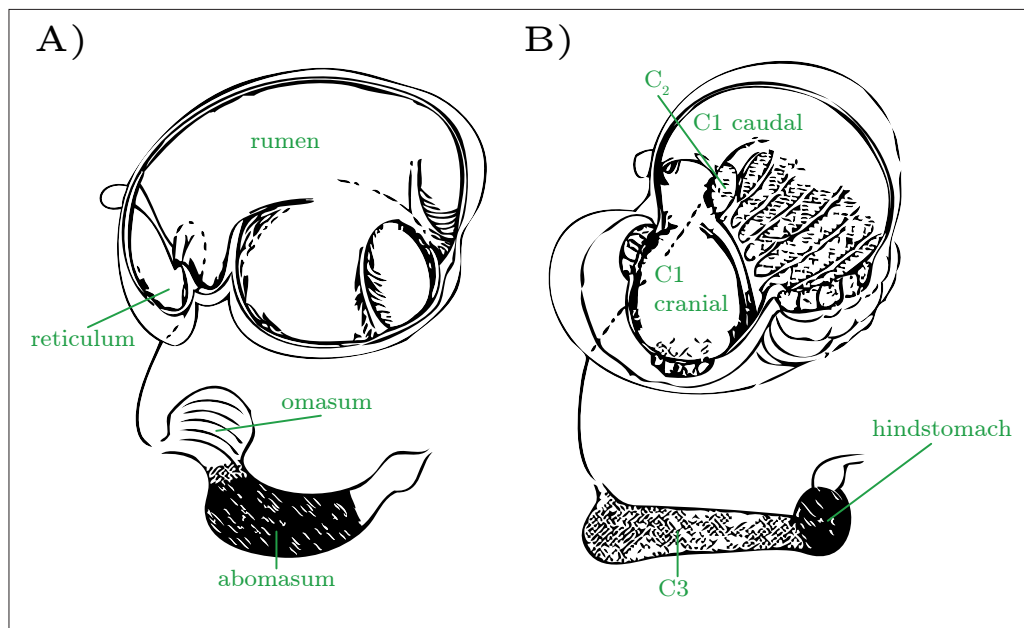 A)
B)
C₂
C1 caudal
rumen
C1
cranial
reticulum
omasum
hindstomach
abomasum
C3